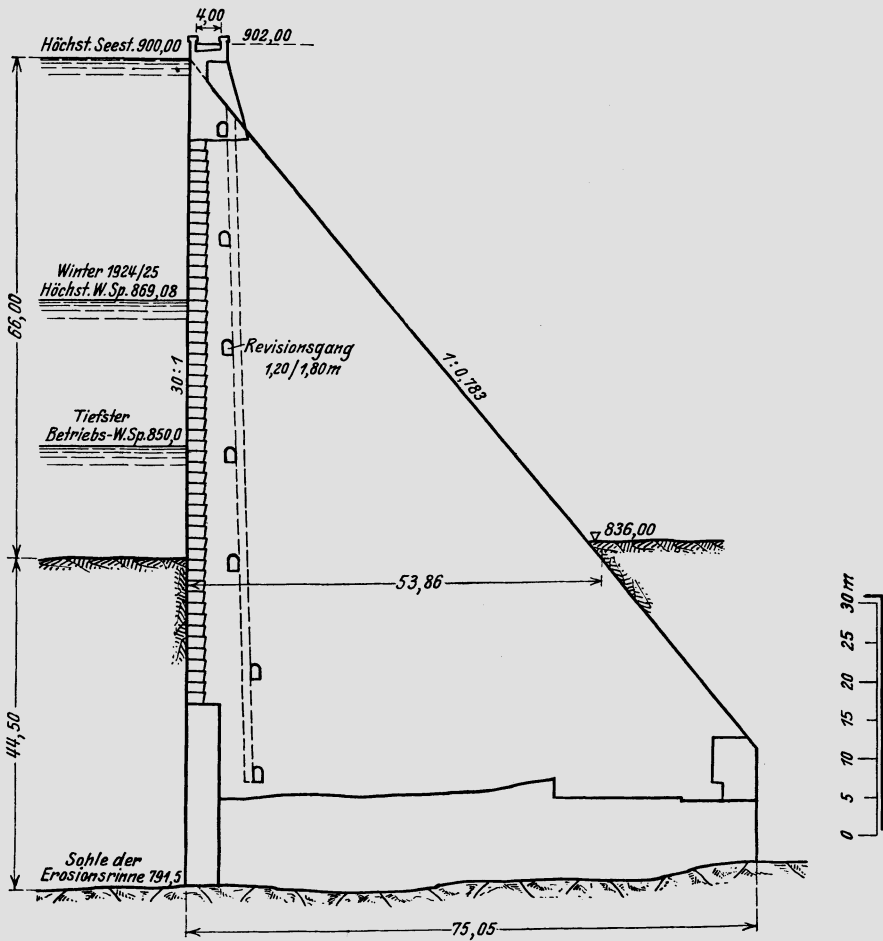 4,00
Höchst. Seest. 900,00
902,00
66,00
Winter 1924/25
Höchst. W. Sp. 869,08
30:1
Revisionsgang
1,20/1,80m
1:0,783
Tiefster
Betriebs-W.Sp. 850,0
836,00
53,86
44,50
30 m
25
20
15
10
5
0
Sohle der
Erosionsrinne 791,5
75,05